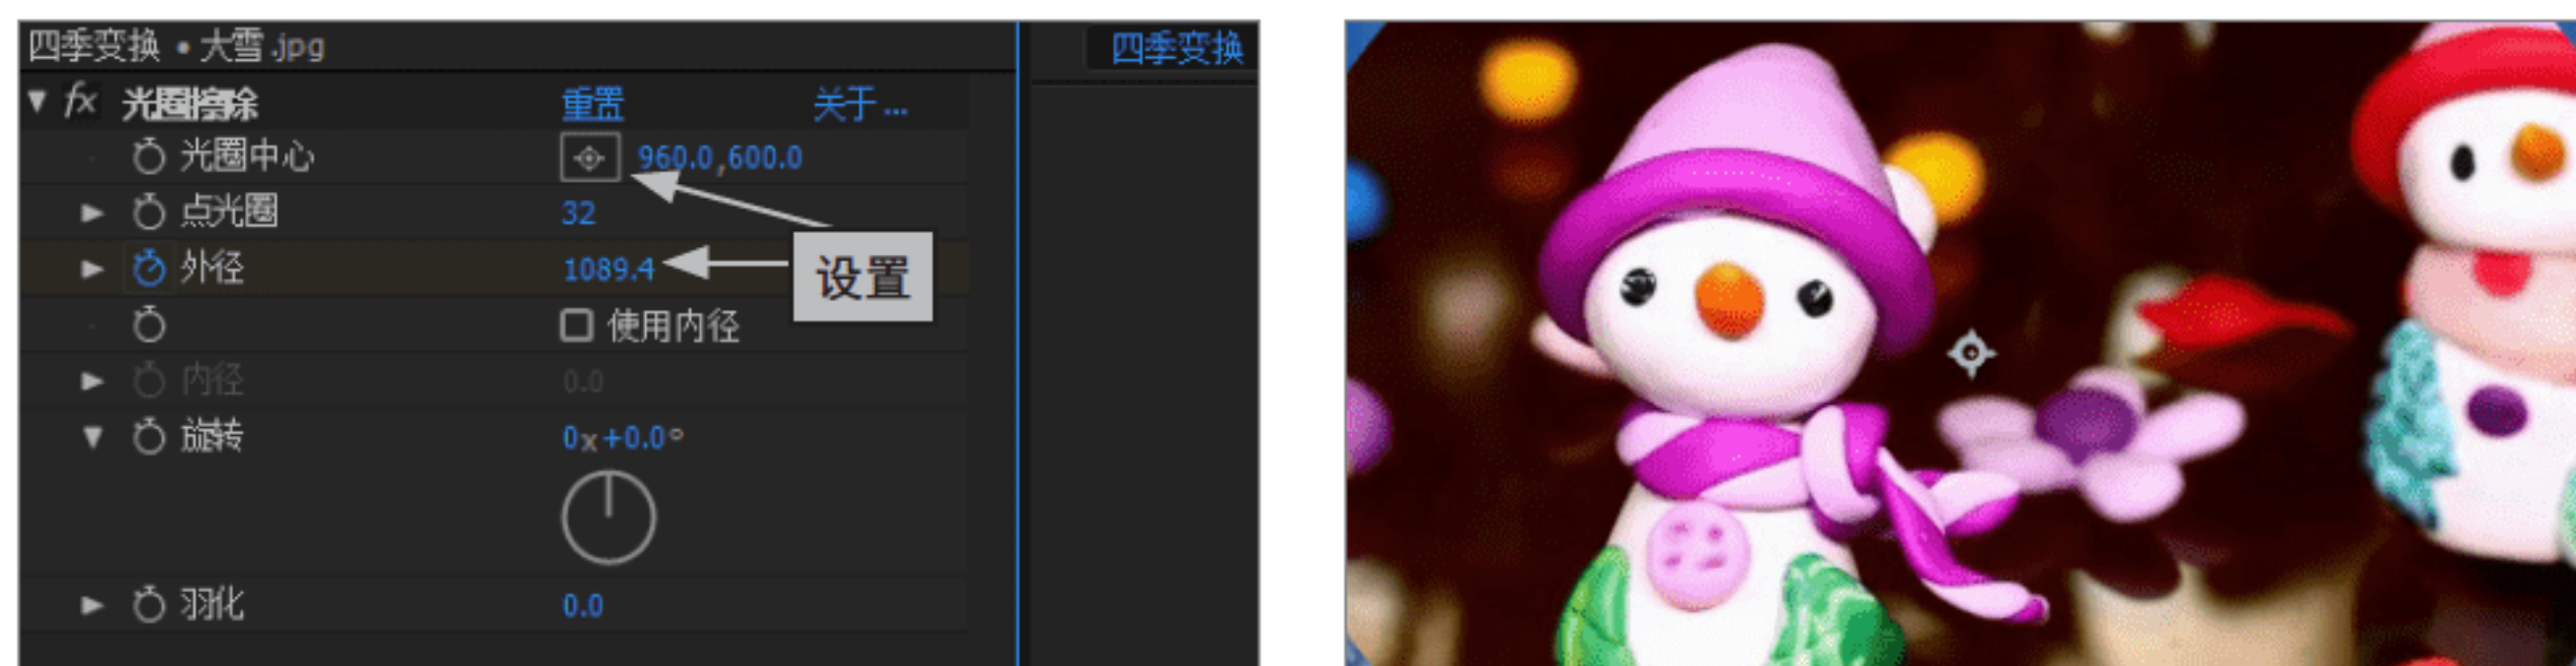 四季变换 • 大雪.jpg
四季变换
fx 光圈擦除 重置 关于...
光圈中心 960.0,600.0
点光圈 32
外径 1089.4
设置
使用内径
内径 0.0
旋转 0x+0.0°
羽化 0.0